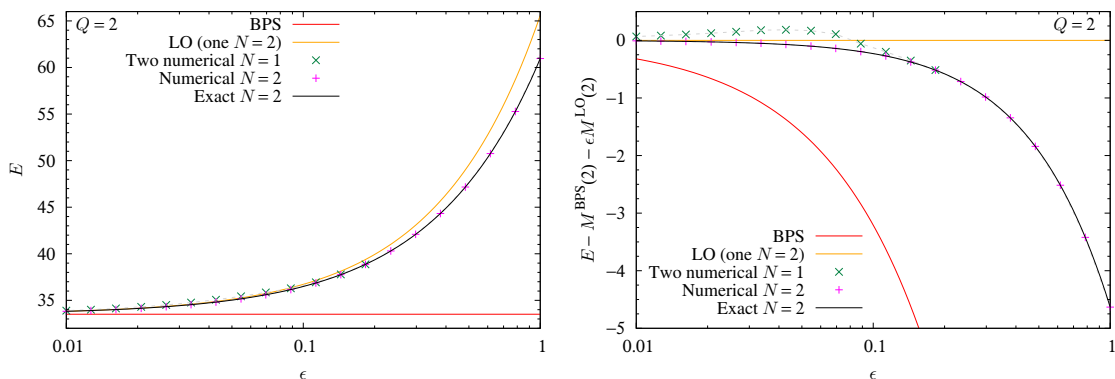 65
60
55
50
45
40
35
E
Q = 2
BPS
LO (one N = 2)
Two numerical N = 1
Numerical N = 2
Exact N = 2
0.01
0.1
1
ϵ
0
−1
−2
−3
−4
−5
E − M^BPS(2) − ϵM^LO(2)
Q = 2
BPS
LO (one N = 2)
Two numerical N = 1
Numerical N = 2
Exact N = 2
0.01
0.1
1
ϵ